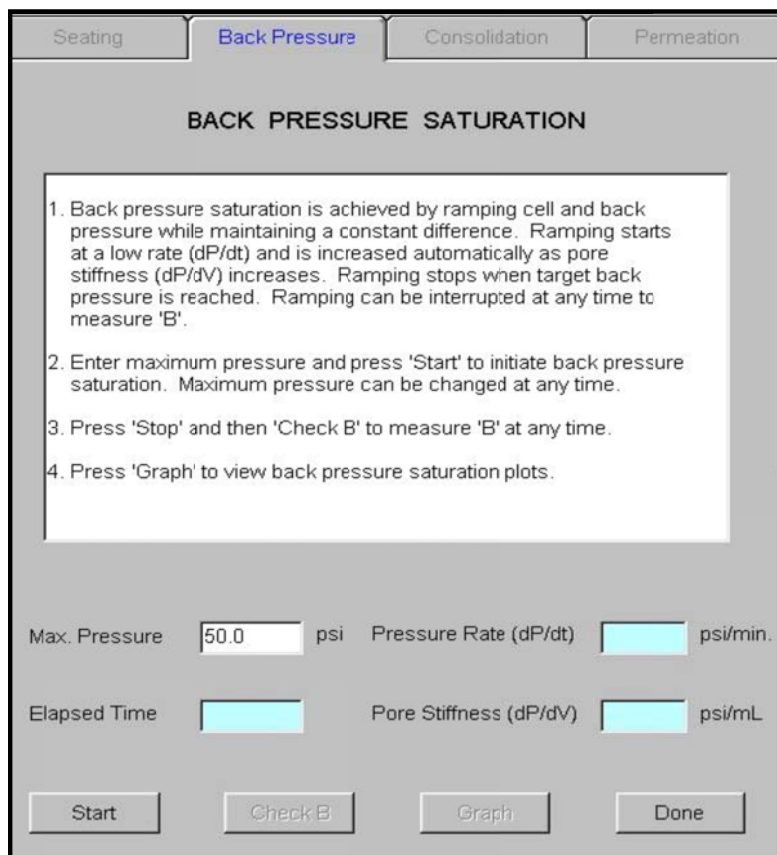 Seating Back Pressure Consolidation Permeation
BACK PRESSURE SATURATION
1. Back pressure saturation is achieved by ramping cell and back
pressure while maintaining a constant difference. Ramping starts
at a low rate (dP/dt) and is increased automatically as pore
stiffness (dP/dV) increases. Ramping stops when target back
pressure is reached. Ramping can be interrupted at any time to
measure 'B'.
2. Enter maximum pressure and press 'Start' to initiate back pressure
saturation. Maximum pressure can be changed at any time.
3. Press 'Stop' and then 'Check B' to measure 'B' at any time.
4. Press 'Graph' to view back pressure saturation plots.
Max. Pressure 50.0 psi Pressure Rate (dP/dt) psi/min.
Elapsed Time Pore Stiffness (dP/dV) psi/mL
Start Check B Graph Done